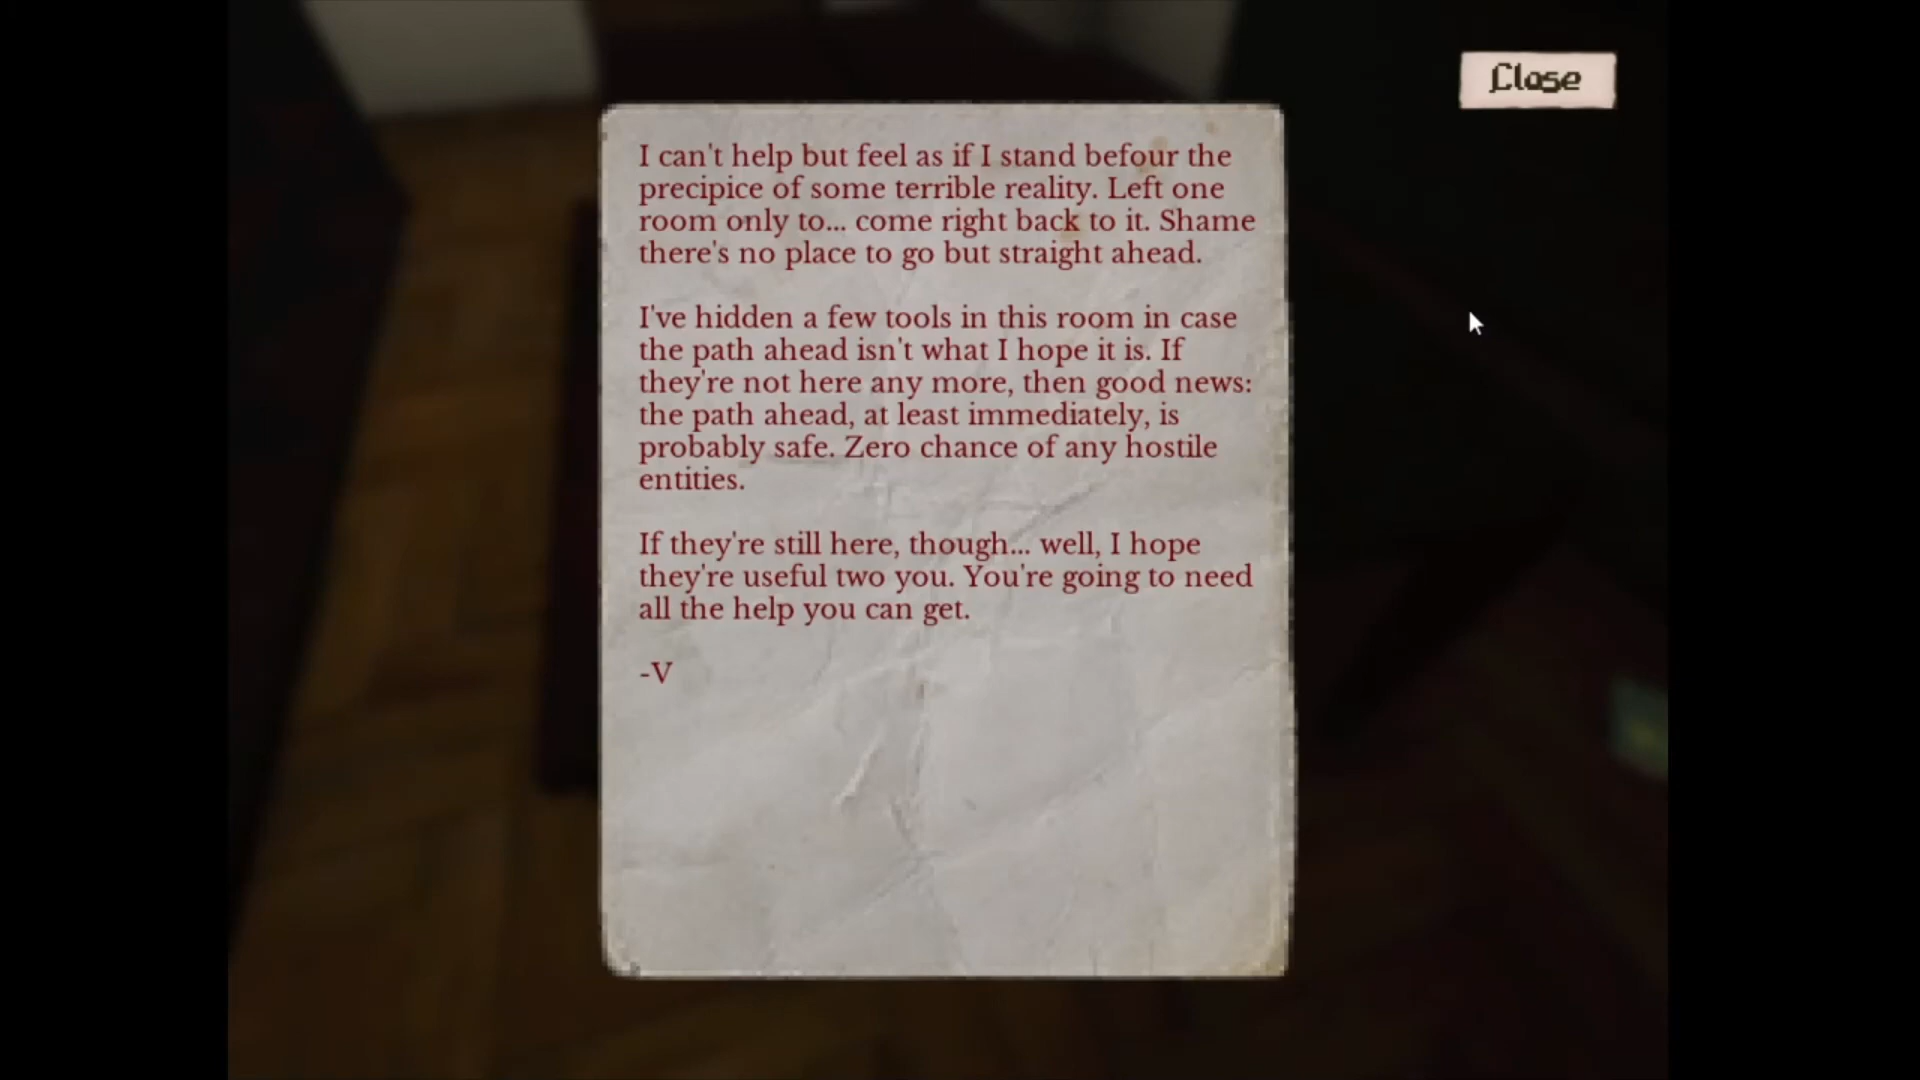 Close
I can't help but feel as if I stand befour the
precipice of some terrible reality. Left one
room only to... come right back to it. Shame
there's no place to go but straight ahead.
I've hidden a few tools in this room in case
the path ahead isn't what I hope it is. If
they're not here any more, then good news:
the path ahead, at least immediately, is
probably safe. Zero chance of any hostile
entities.
If they're still here, though... well, I hope
they're useful two you. You're going to need
all the help you can get.
-V